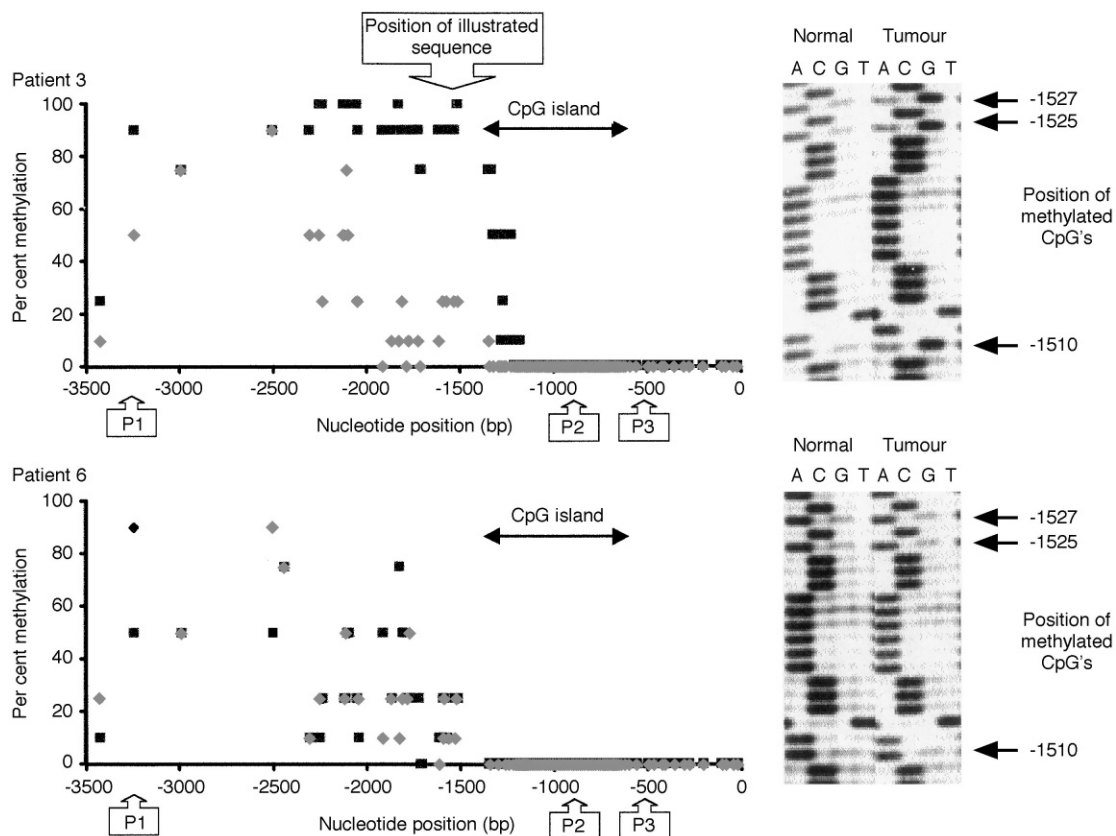 Position of illustrated
sequence
Patient 3
Per cent methylation
100
80
60
40
20
0
CpG island
-3500
-3000
-2500
-2000
-1500
-1000
-500
0
P1
Nucleotide position (bp)
P2
P3
Normal
Tumour
A C G T A C G T
-1527
-1525
Position of
methylated
CpG's
-1510
Patient 6
Per cent methylation
100
80
60
40
20
0
CpG island
-3500
-3000
-2500
-2000
-1500
-1000
-500
0
P1
Nucleotide position (bp)
P2
P3
Normal
Tumour
A C G T A C G T
-1527
-1525
Position of
methylated
CpG's
-1510